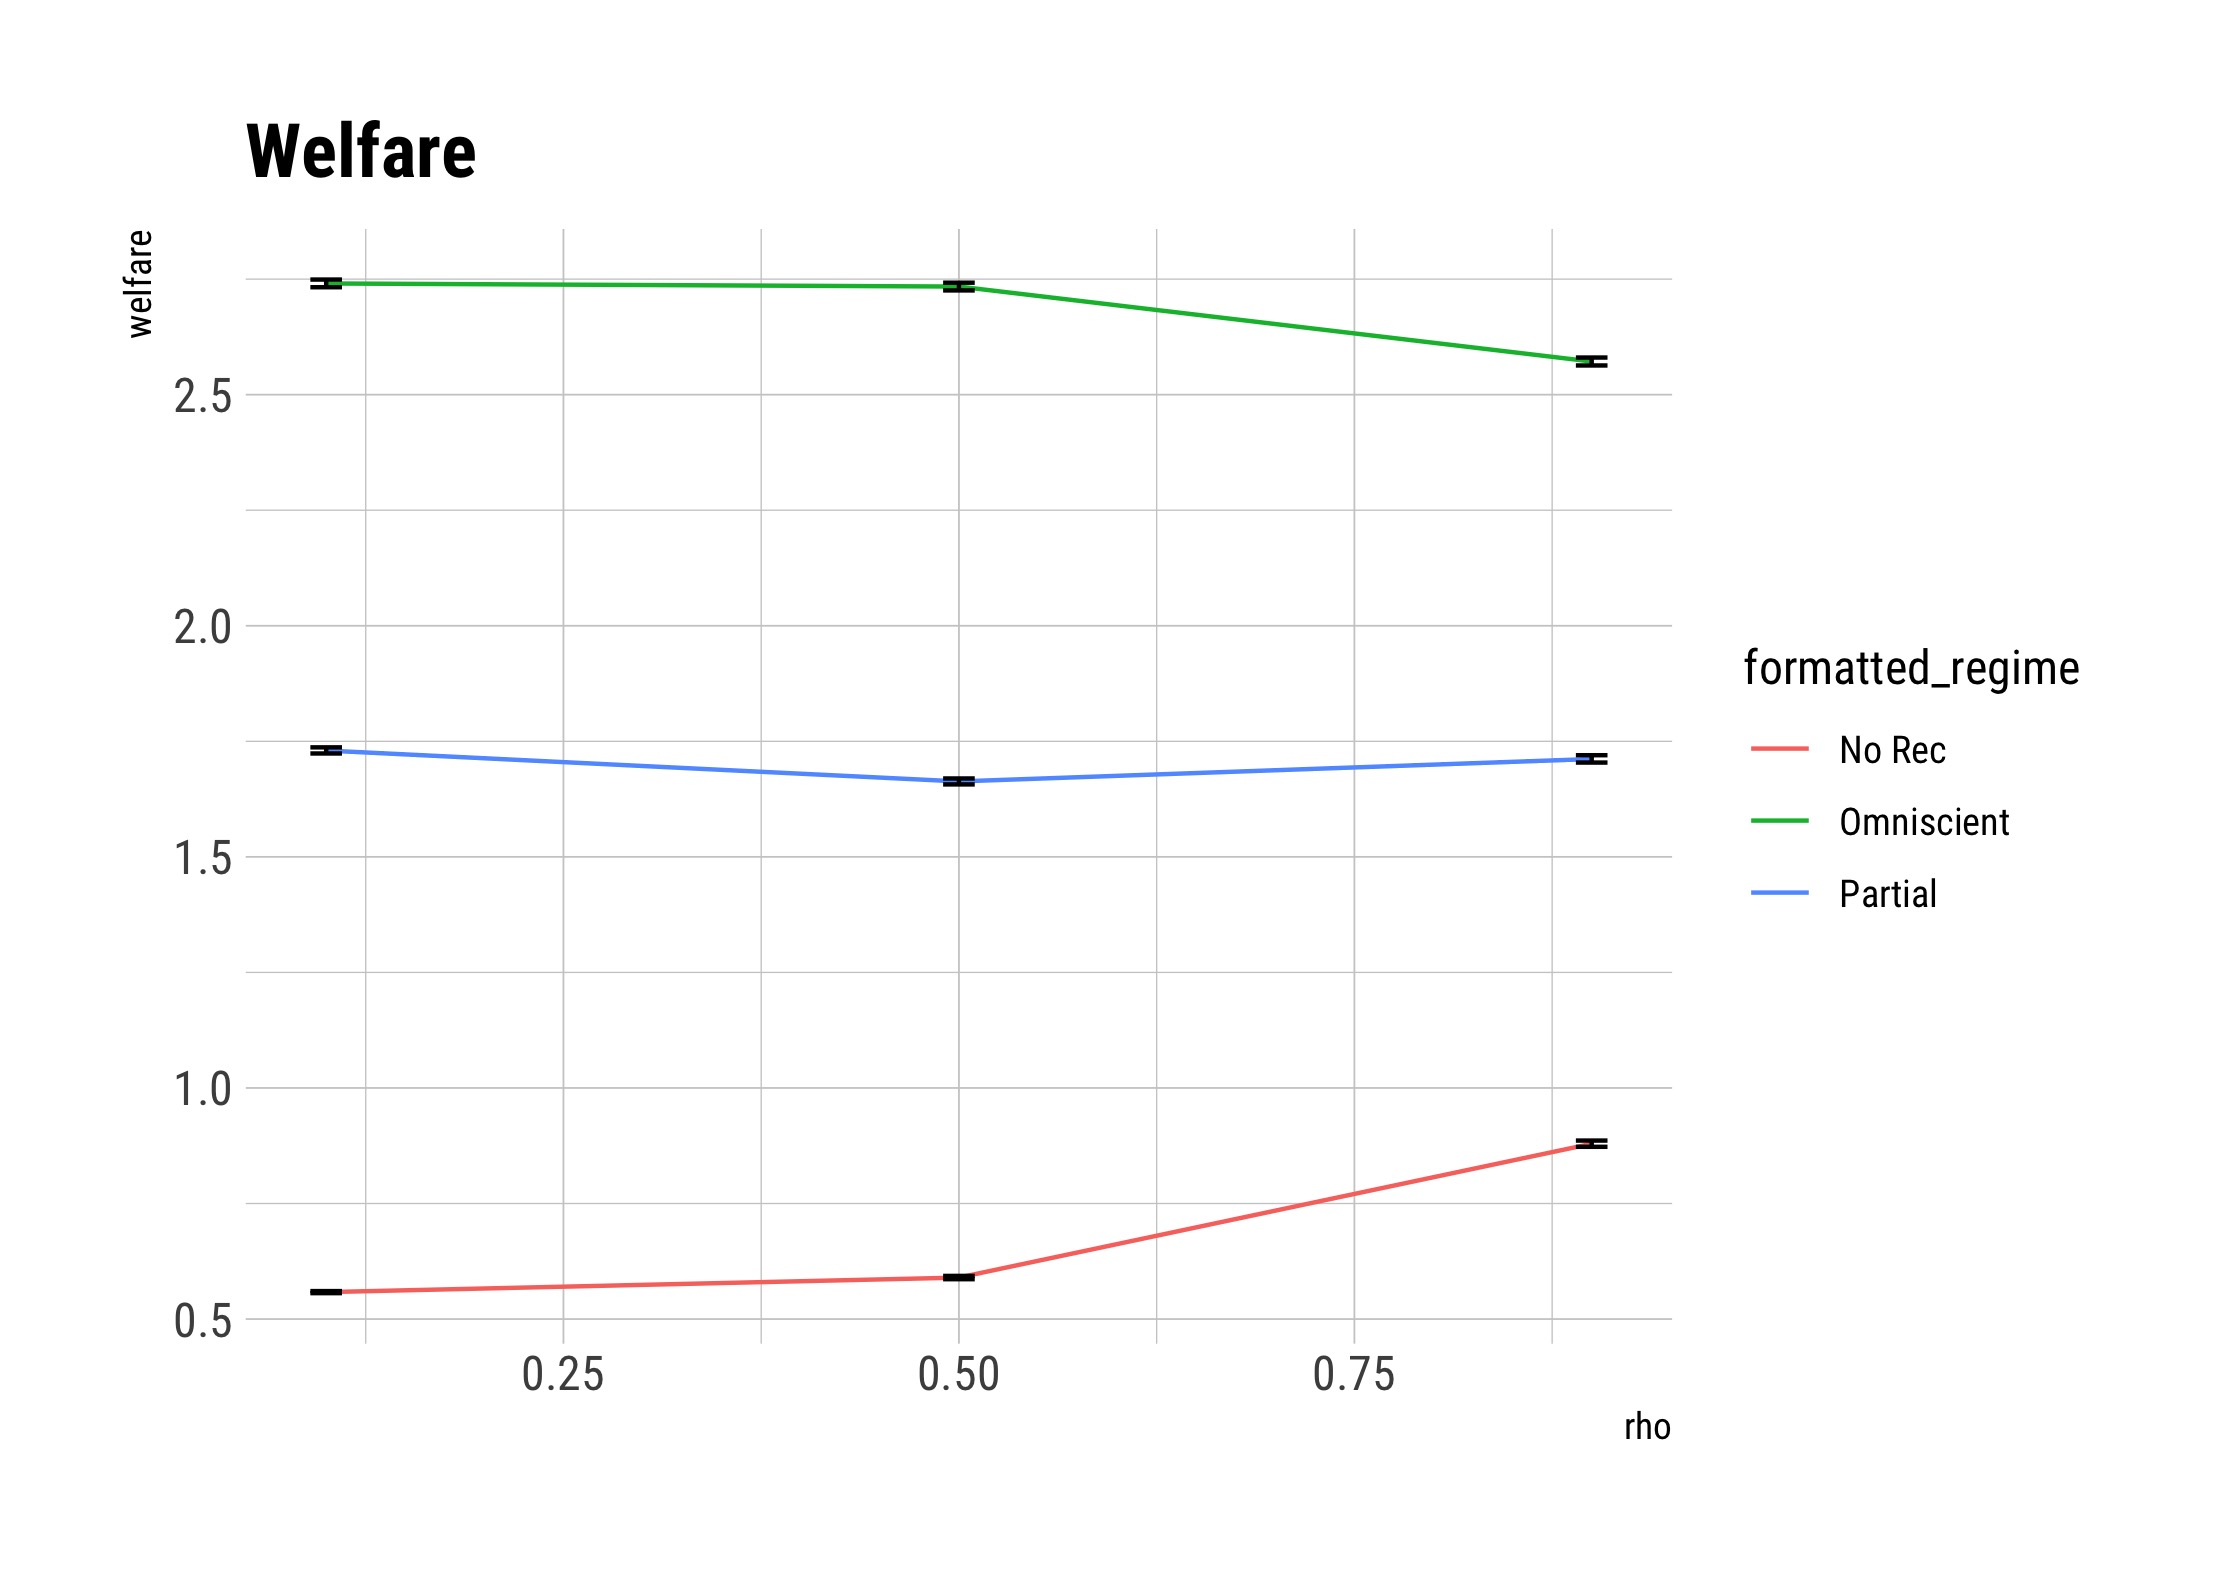 Welfare
welfare
2.5
2.0
1.5
1.0
0.5
0.25
0.50
0.75
rho
formatted_regime
No Rec
Omniscient
Partial